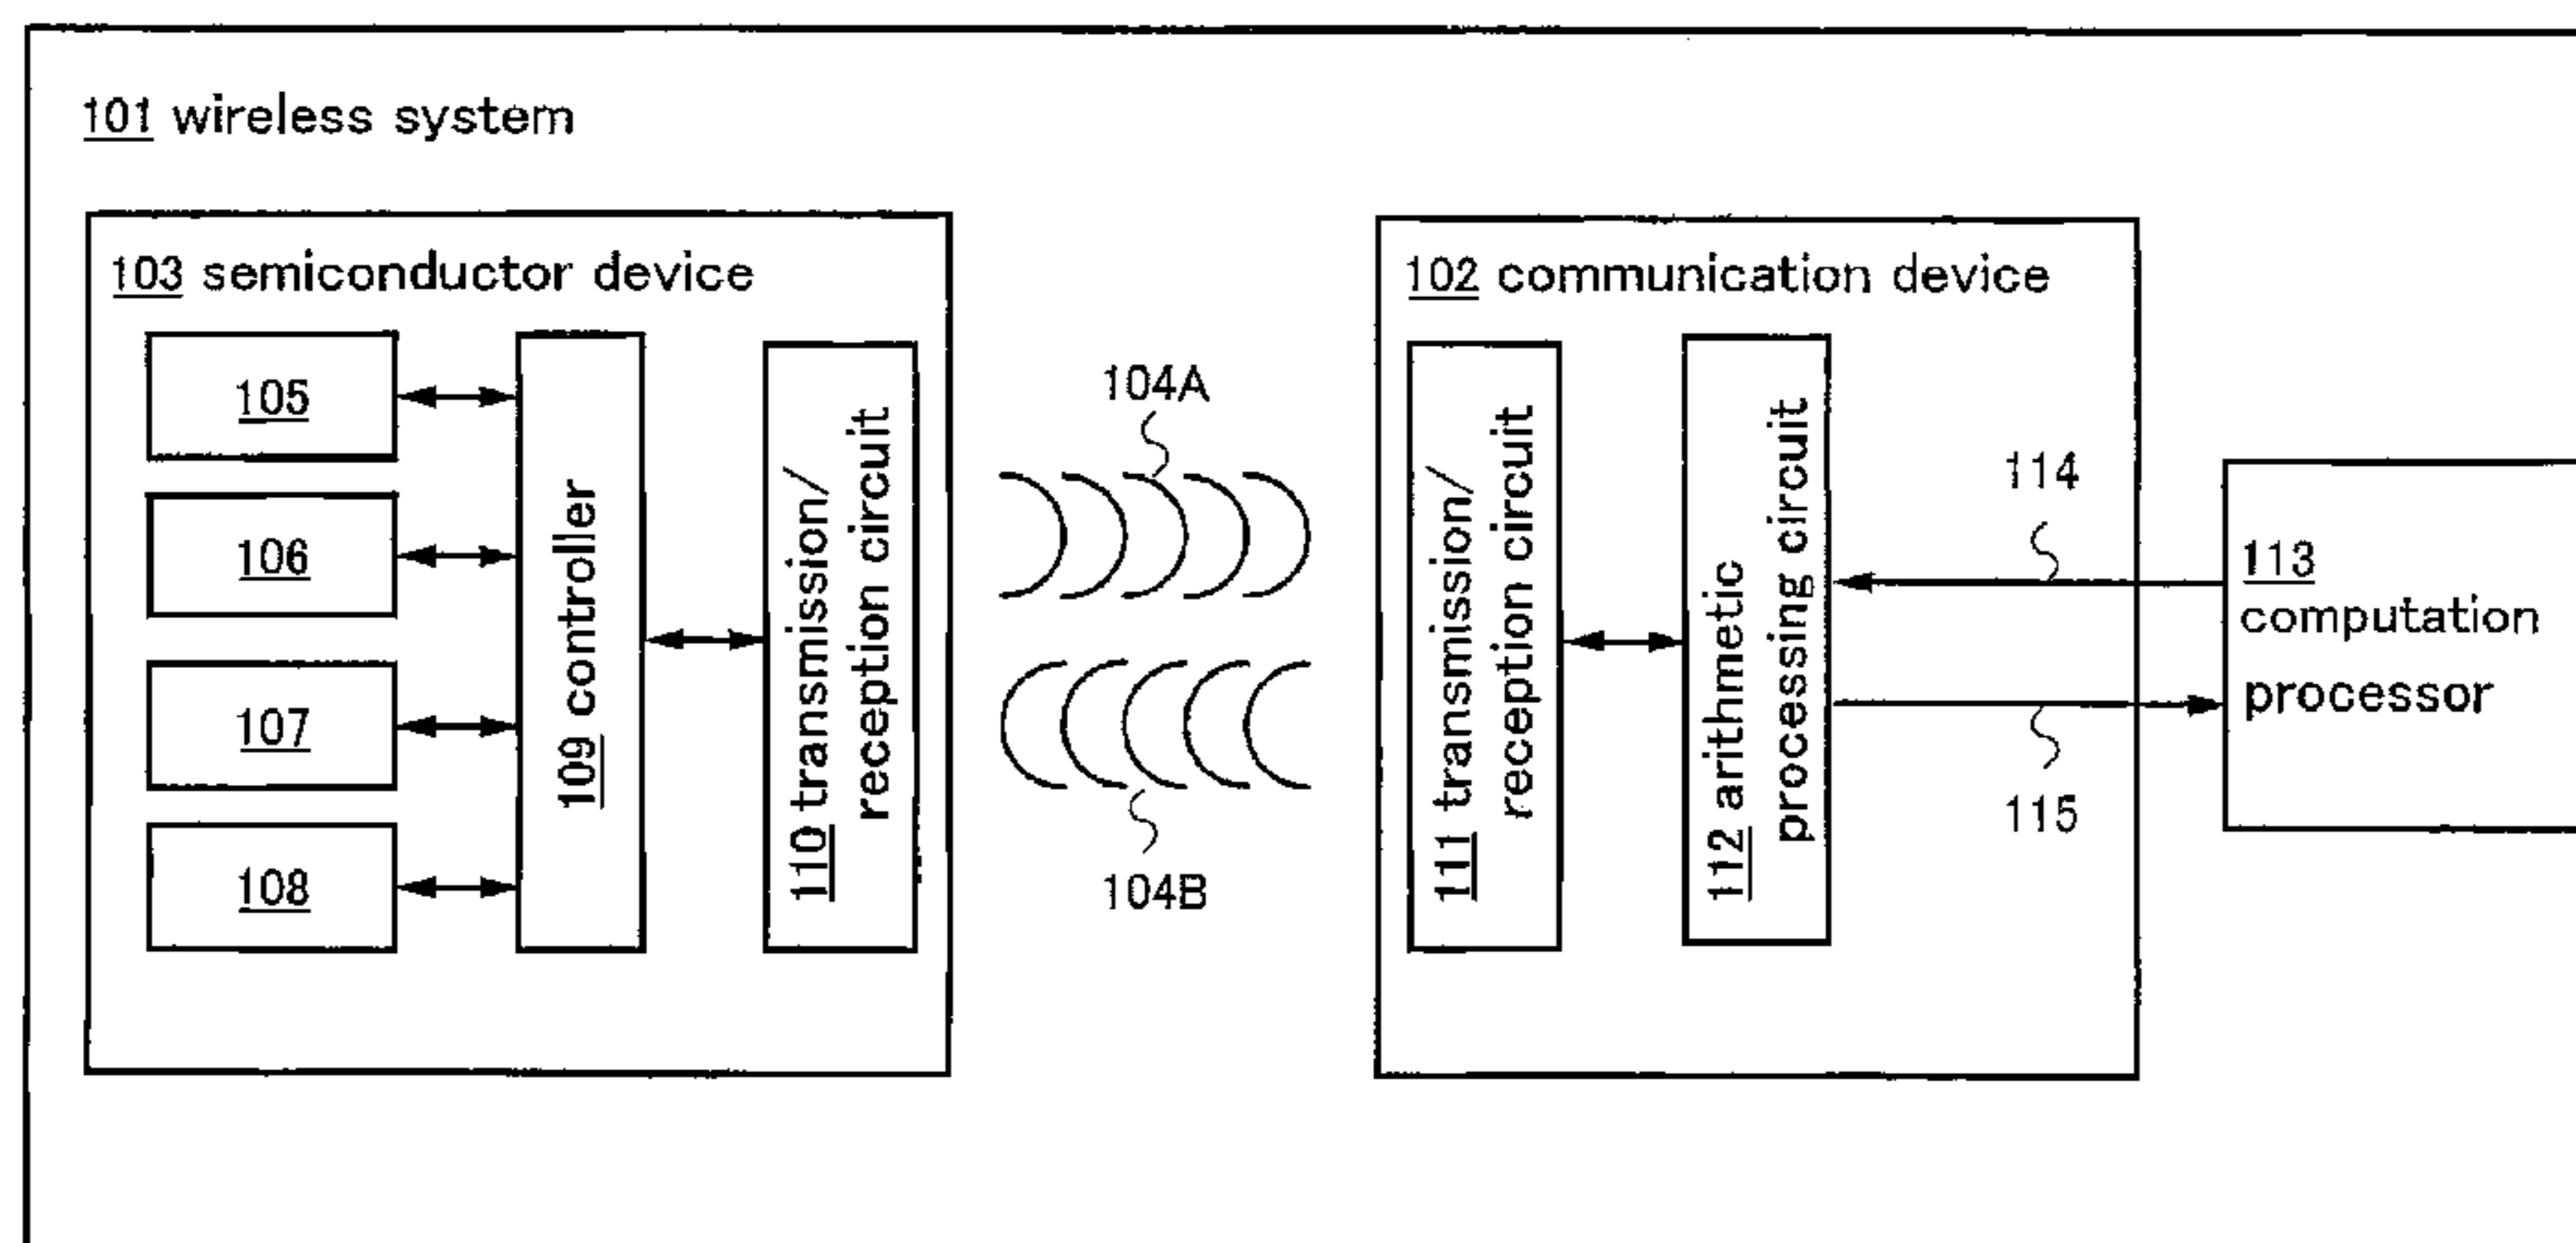 101 wireless system
103 semiconductor device
105
106
107
108
109 controller
110 transmission/
reception circuit
104A
104B
102 communication device
111 transmission/
reception circuit
112 arithmetic
processing circuit
114
115
113
computation
processor